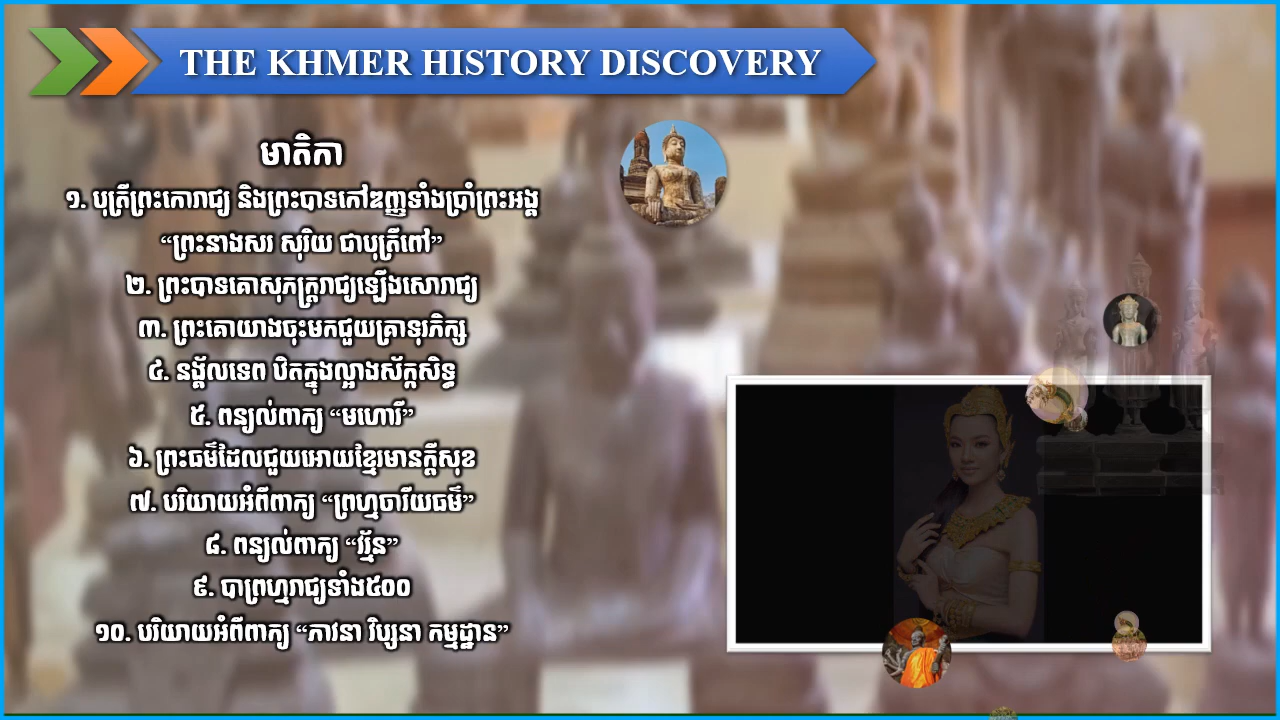 THE KHMER HISTORY DISCOVERY
មាតិកា
១. បុត្រីព្រះគោរាជ្យ និងព្រះបាទកៅឌញ្ញទាំងប្រាំព្រះអង្គ
“ព្រះនាងសរ សុរិយ ជាបុត្រីពៅ”
២. ព្រះបាទគោសុភក្ត្ររាជ្យឡើងសោរាជ្យ
៣. ព្រះគោយាងចុះមកជួយគ្រាទុរភិក្ស
៤. នង្គ័លទេព ឋិតក្នុងល្អាងស័ក្កសិទ្ធ
៥. ពន្យល់ពាក្យ “មហោរី”
៦. ព្រះធម៌ដែលជួយអោយខ្មែរមានក្តីសុខ
៧. បរិយាយអំពីពាក្យ “ព្រហ្មចារីយធម៌”
៨. ពន្យល់ពាក្យ “វរ្ម័ន”
៩. បាព្រហ្មរាជ្យទាំង៥០០
១០. បរិយាយអំពីពាក្យ “ភាវនា វិប្សូនា កម្មដ្ឋាន”